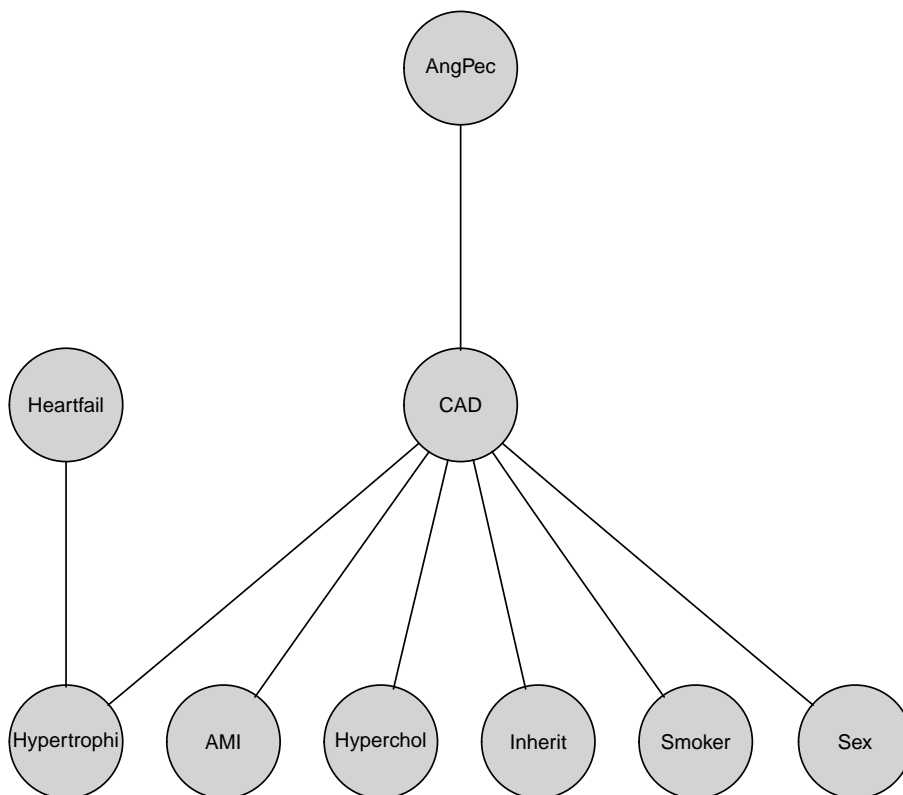 AngPec
Heartfail
CAD
Hypertrophi
AMI
Hyperchol
Inherit
Smoker
Sex